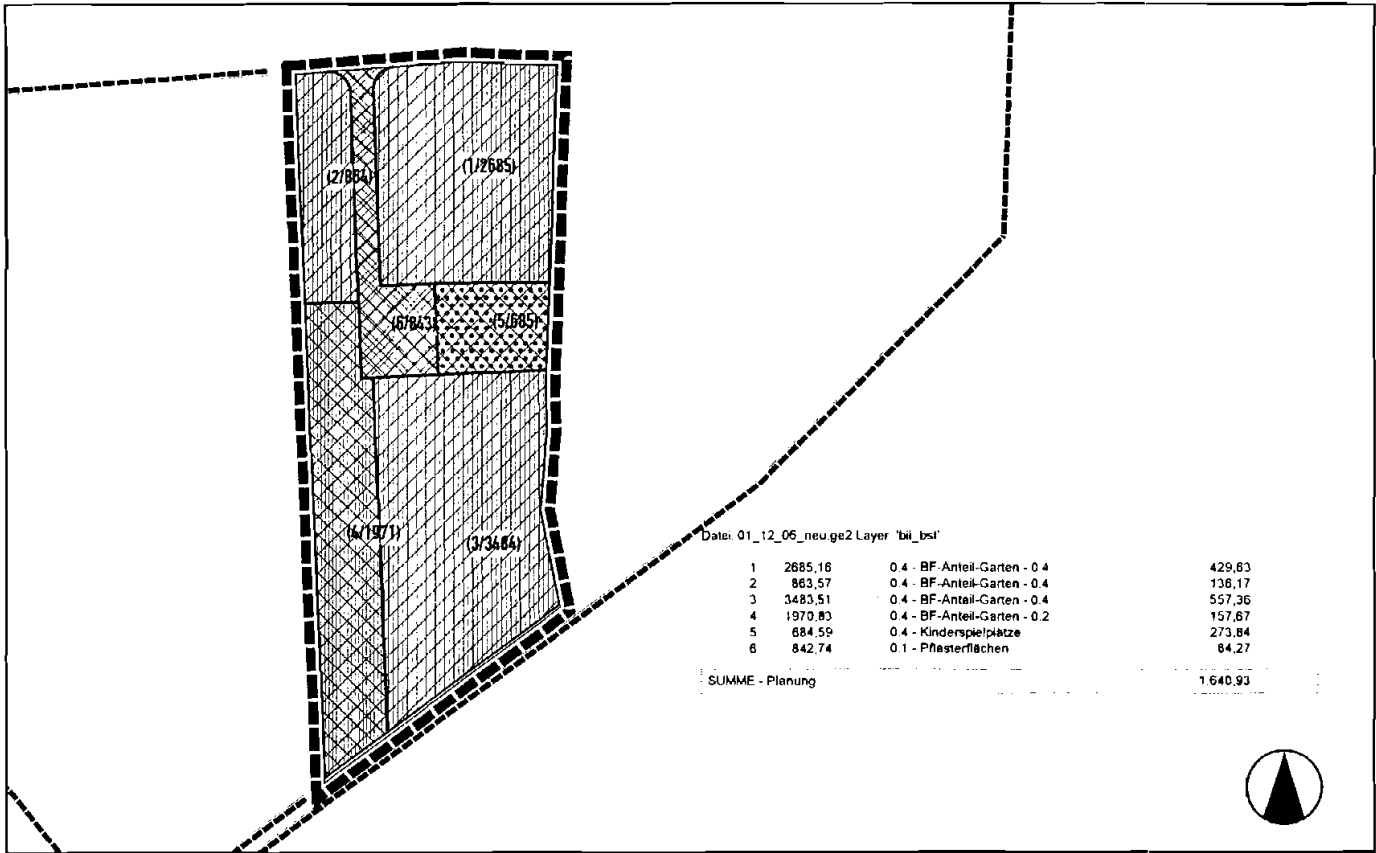 (2/864)
(1/2685)
(6/843)
(5/685)
(4/1971)
(3/3484)
Datei: 01_12_06_neu.ge2 Layer 'bil_bst'
1 2685,16 0.4 - BF-Anteil-Garten - 0.4 429,63
2 863,57 0.4 - BF-Anteil-Garten - 0.4 138,17
3 3483,51 0.4 - BF-Anteil-Garten - 0.4 557,36
4 1970,83 0.4 - BF-Anteil-Garten - 0.2 157,67
5 684,59 0.4 - Kinderspielplätze 273,84
6 842,74 0.1 - Pflasterflächen 84,27
SUMME - Planung 1.640,93